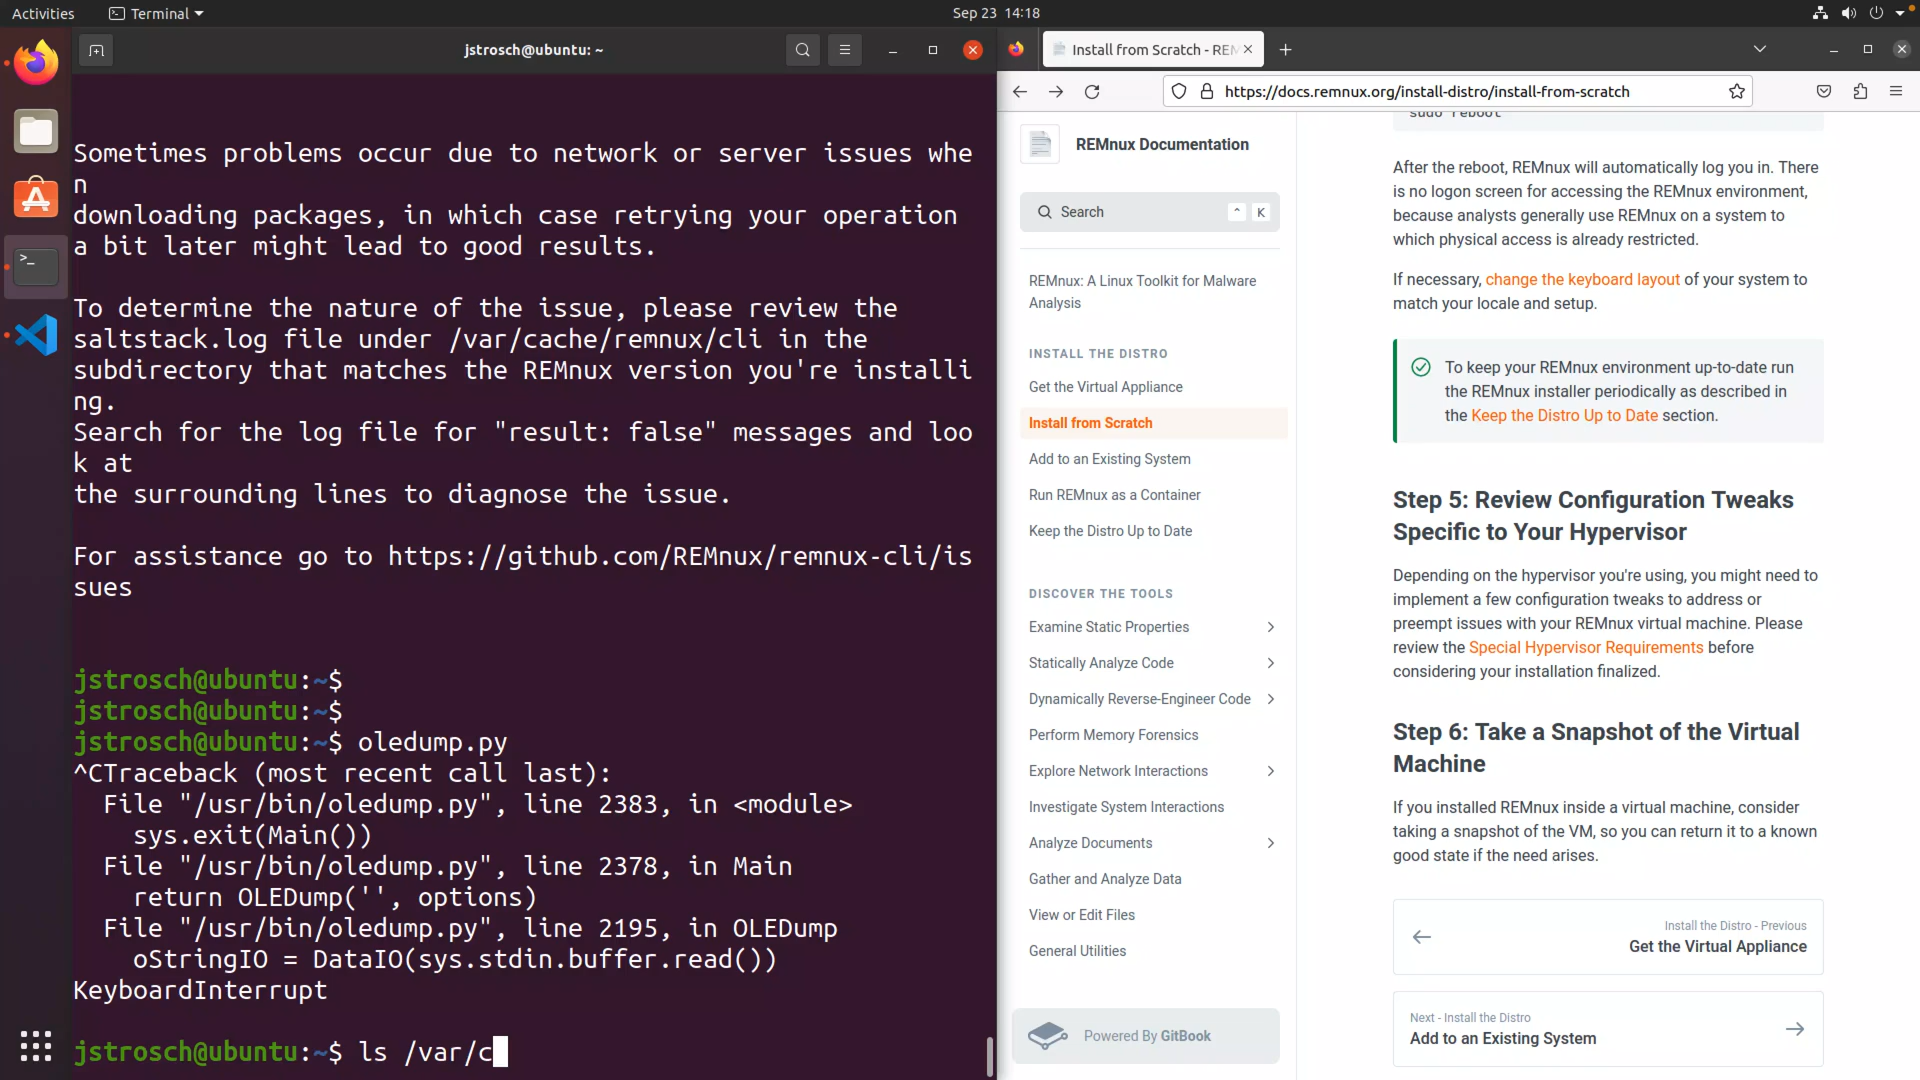 Activities
Terminal
Sep 23 14:18
jstrosch@ubuntu: ~
Sometimes problems occur due to network or server issues whe
n
downloading packages, in which case retrying your operation
a bit later might lead to good results.
To determine the nature of the issue, please review the
saltstack.log file under /var/cache/remnux/cli in the
subdirectory that matches the REMnux version you're installi
ng.
Search for the log file for "result: false" messages and loo
k at
the surrounding lines to diagnose the issue.
For assistance go to https://github.com/REMnux/remnux-cli/is
sues
jstrosch@ubuntu:~$
jstrosch@ubuntu:~$
jstrosch@ubuntu:~$ oledump.py
^CTraceback (most recent call last):
File "/usr/bin/oledump.py", line 2383, in <module>
sys.exit(Main())
File "/usr/bin/oledump.py", line 2378, in Main
return OLEDump('', options)
File "/usr/bin/oledump.py", line 2195, in OLEDump
oStringIO = DataIO(sys.stdin.buffer.read())
KeyboardInterrupt
jstrosch@ubuntu:~$ ls /var/c
Install from Scratch - REM
https://docs.remnux.org/install-distro/install-from-scratch
REMnux Documentation
Search
^ K
REMnux: A Linux Toolkit for Malware
Analysis
INSTALL THE DISTRO
Get the Virtual Appliance
Install from Scratch
Add to an Existing System
Run REMnux as a Container
Keep the Distro Up to Date
DISCOVER THE TOOLS
Examine Static Properties
Statically Analyze Code
Dynamically Reverse-Engineer Code
Perform Memory Forensics
Explore Network Interactions
Investigate System Interactions
Analyze Documents
Gather and Analyze Data
View or Edit Files
General Utilities
Powered By GitBook
sudo reboot
After the reboot, REMnux will automatically log you in. There
is no logon screen for accessing the REMnux environment,
because analysts generally use REMnux on a system to
which physical access is already restricted.
If necessary, change the keyboard layout of your system to
match your locale and setup.
To keep your REMnux environment up-to-date run
the REMnux installer periodically as described in
the Keep the Distro Up to Date section.
Step 5: Review Configuration Tweaks
Specific to Your Hypervisor
Depending on the hypervisor you're using, you might need to
implement a few configuration tweaks to address or
preempt issues with your REMnux virtual machine. Please
review the Special Hypervisor Requirements before
considering your installation finalized.
Step 6: Take a Snapshot of the Virtual
Machine
If you installed REMnux inside a virtual machine, consider
taking a snapshot of the VM, so you can return it to a known
good state if the need arises.
Install the Distro - Previous
Get the Virtual Appliance
Next - Install the Distro
Add to an Existing System